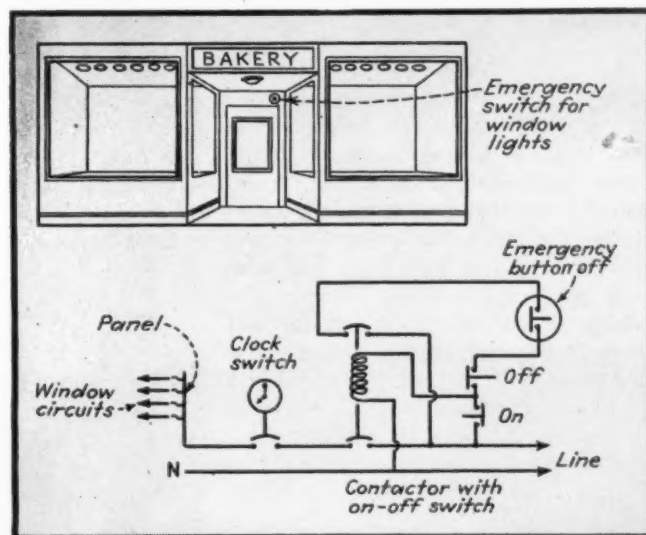 BAKERY
Emergency
switch for
window
lights
Emergency
button off
Panel
Clock
switch
Off
Window
circuits
On
N
Line
Contactor with
on-off switch